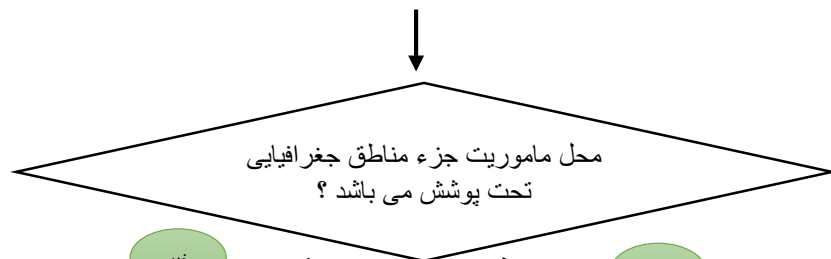 محل ماموریت جزء مناطق جغرافیایی
تحت پوشش می باشد ؟